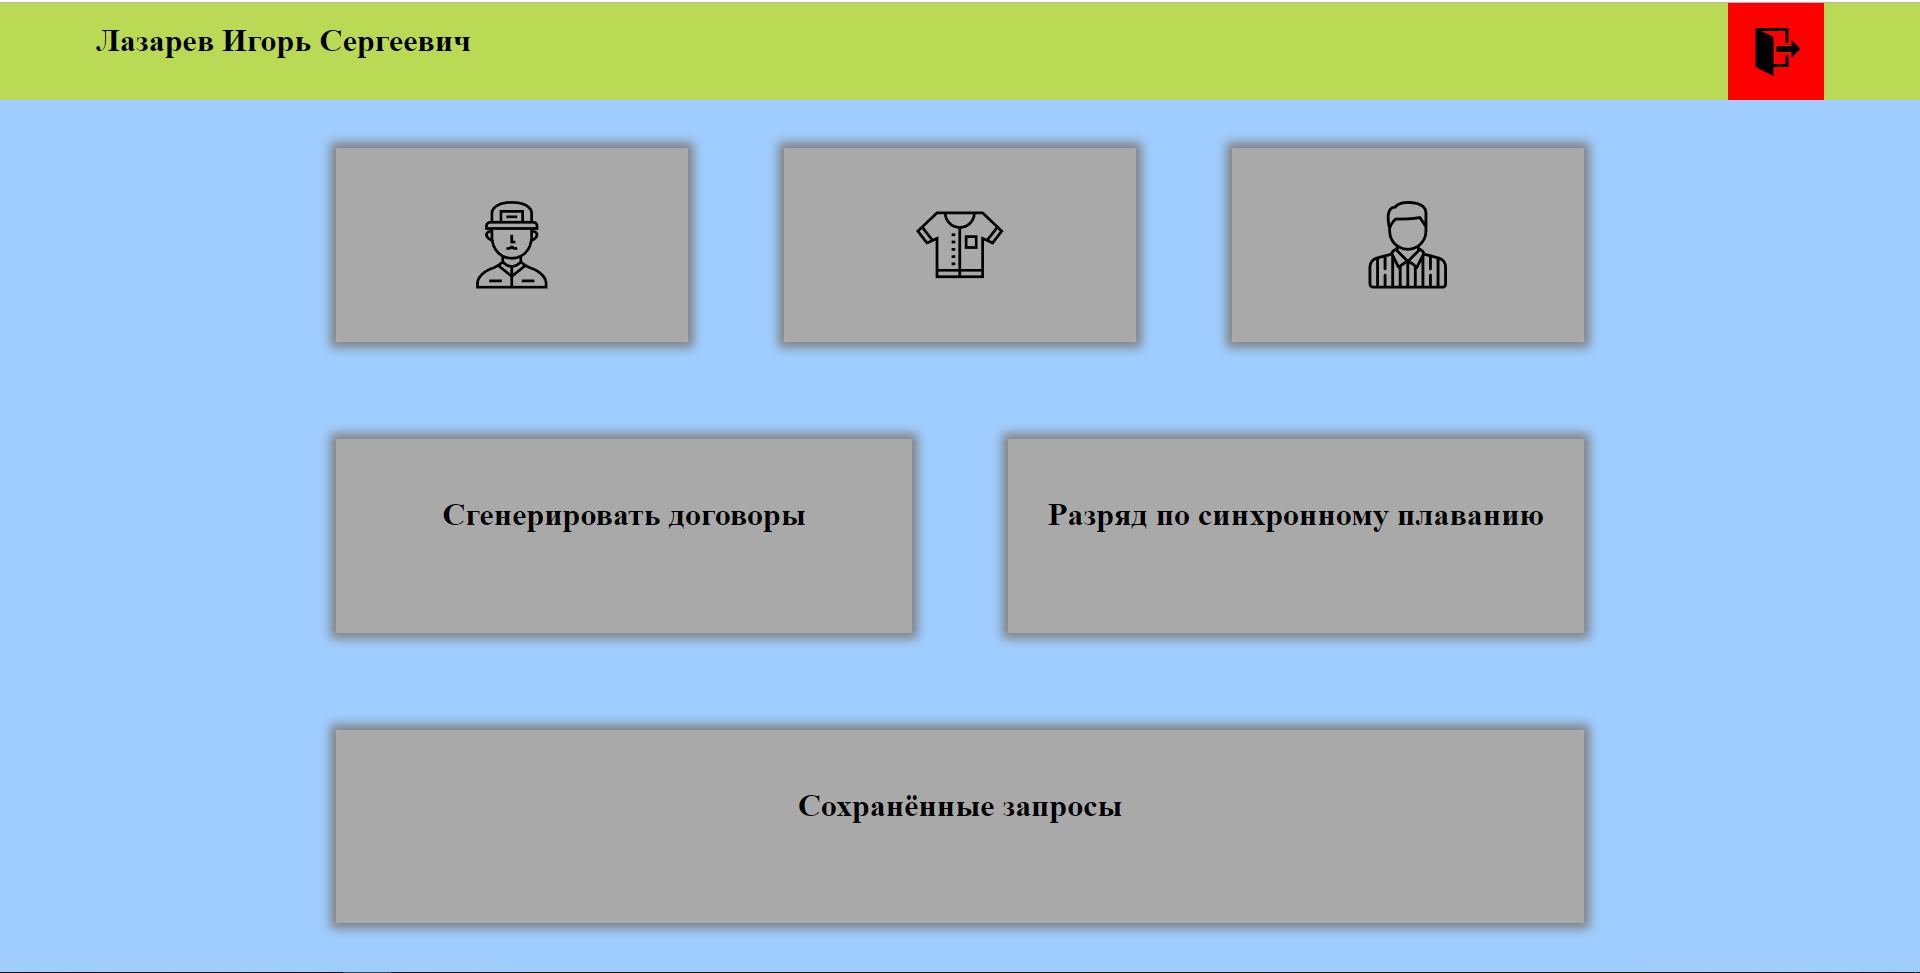 Лазарев Игорь Сергеевич
Сгенерировать договоры
Разряд по синхронному плаванию
Сохранённые запросы